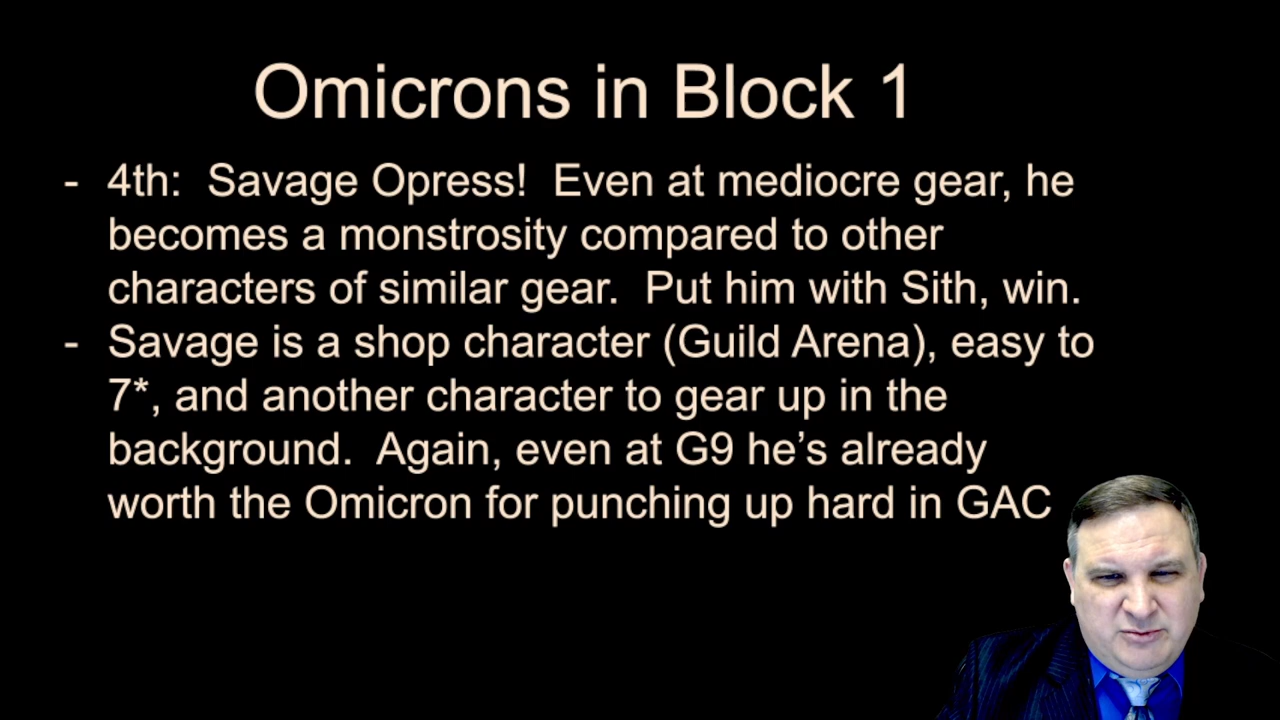 Omicrons in Block 1
- 4th:  Savage Opress!  Even at mediocre gear, he
becomes a monstrosity compared to other
characters of similar gear.  Put him with Sith, win.
- Savage is a shop character (Guild Arena), easy to
7*, and another character to gear up in the
background.  Again, even at G9 he’s already
worth the Omicron for punching up hard in GAC